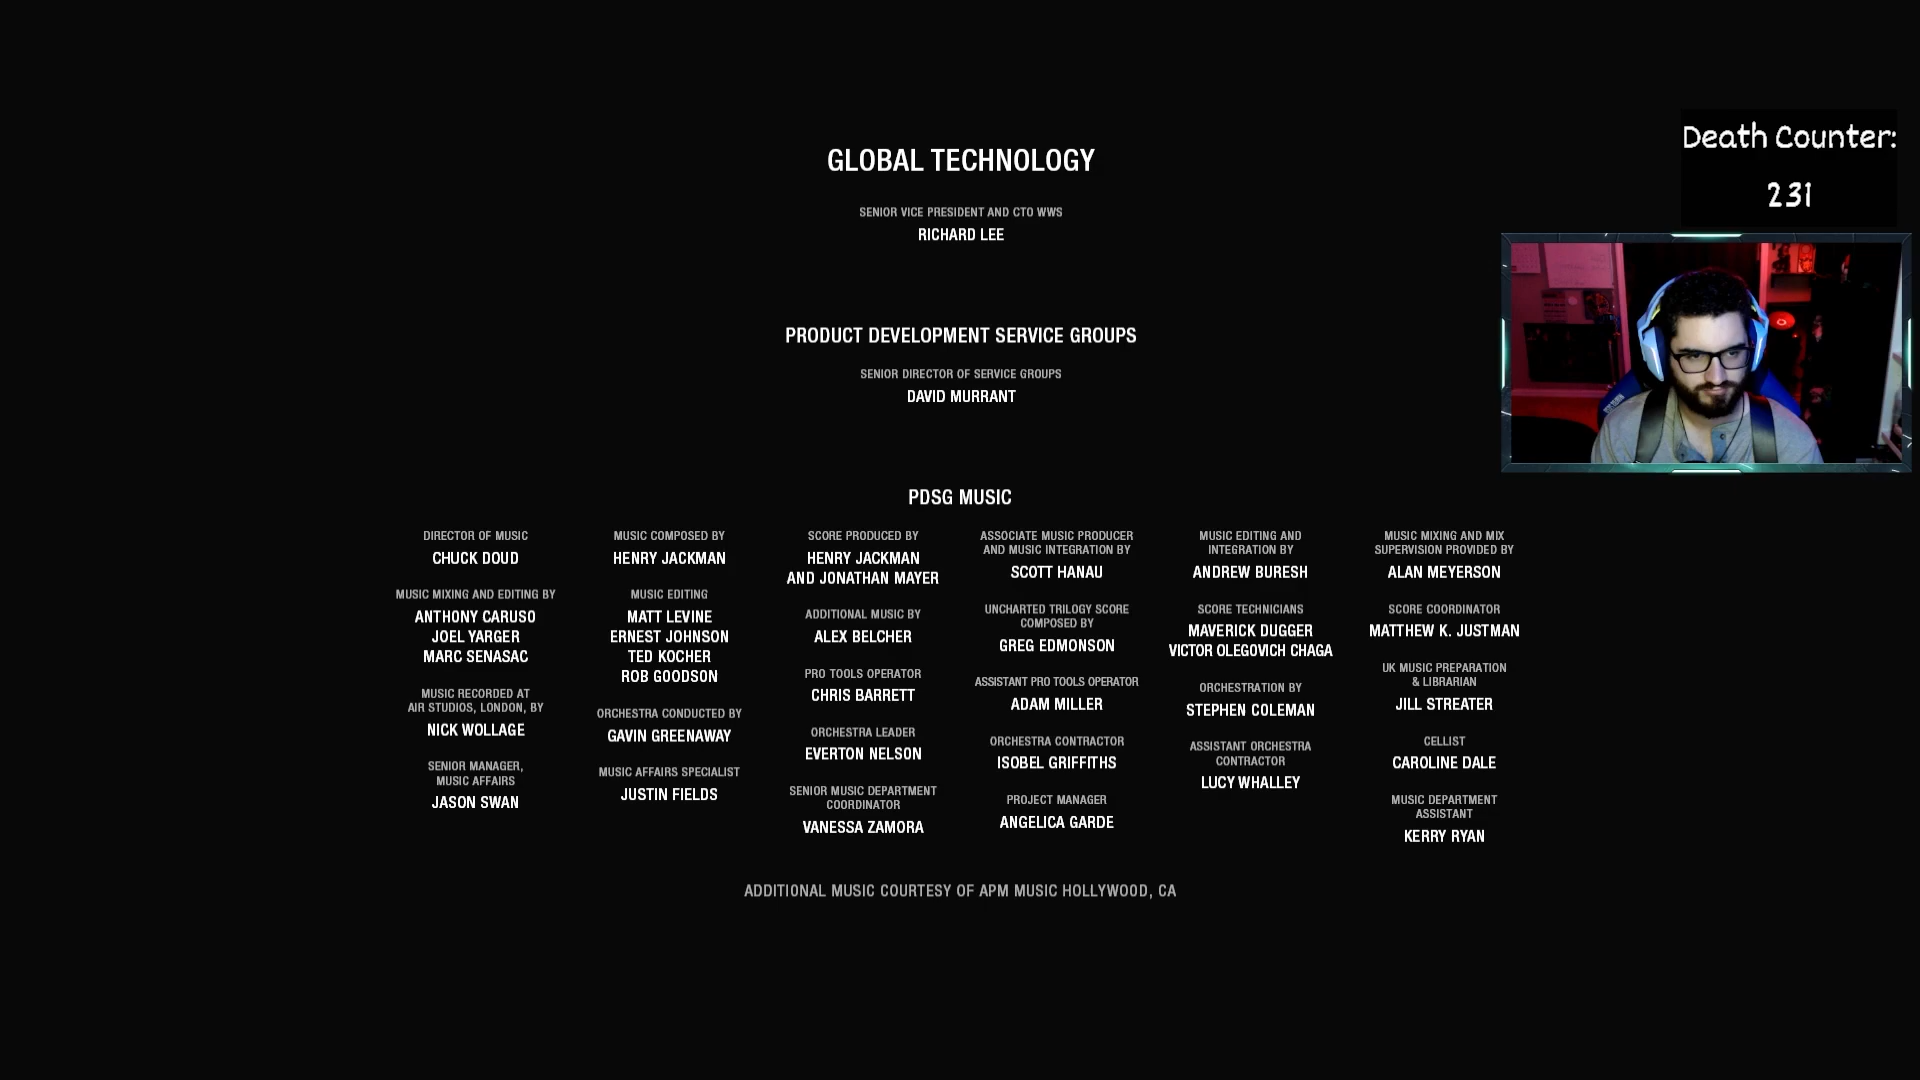 GLOBAL TECHNOLOGY
SENIOR VICE PRESIDENT AND CTO WWS
RICHARD LEE
PRODUCT DEVELOPMENT SERVICE GROUPS
SENIOR DIRECTOR OF SERVICE GROUPS
DAVID MURRANT
PDSG MUSIC
DIRECTOR OF MUSIC
CHUCK DOUD
MUSIC MIXING AND EDITING BY
ANTHONY CARUSO
JOEL YARGER
MARC SENASAC
MUSIC RECORDED AT
AIR STUDIOS, LONDON, BY
NICK WOLLAGE
SENIOR MANAGER,
MUSIC AFFAIRS
JASON SWAN
MUSIC COMPOSED BY
HENRY JACKMAN
MUSIC EDITING
MATT LEVINE
ERNEST JOHNSON
TED KOCHER
ROB GOODSON
ORCHESTRA CONDUCTED BY
GAVIN GREENAWAY
MUSIC AFFAIRS SPECIALIST
JUSTIN FIELDS
SCORE PRODUCED BY
HENRY JACKMAN
AND JONATHAN MAYER
ADDITIONAL MUSIC BY
ALEX BELCHER
PRO TOOLS OPERATOR
CHRIS BARRETT
ORCHESTRA LEADER
EVERTON NELSON
SENIOR MUSIC DEPARTMENT
COORDINATOR
VANESSA ZAMORA
ASSOCIATE MUSIC PRODUCER
AND MUSIC INTEGRATION BY
SCOTT HANAU
UNCHARTED TRILOGY SCORE
COMPOSED BY
GREG EDMONSON
ASSISTANT PRO TOOLS OPERATOR
ADAM MILLER
ORCHESTRA CONTRACTOR
ISOBEL GRIFFITHS
PROJECT MANAGER
ANGELICA GARDE
MUSIC EDITING AND
INTEGRATION BY
ANDREW BURESH
SCORE TECHNICIANS
MAVERICK DUGGER
VICTOR OLEGOVICH CHAGA
ORCHESTRATION BY
STEPHEN COLEMAN
ASSISTANT ORCHESTRA
CONTRACTOR
LUCY WHALLEY
MUSIC MIXING AND MIX
SUPERVISION PROVIDED BY
ALAN MEYERSON
SCORE COORDINATOR
MATTHEW K. JUSTMAN
UK MUSIC PREPARATION
& LIBRARIAN
JILL STREATER
CELLIST
CAROLINE DALE
MUSIC DEPARTMENT
ASSISTANT
KERRY RYAN
ADDITIONAL MUSIC COURTESY OF APM MUSIC HOLLYWOOD, CA
Death Counter:
231